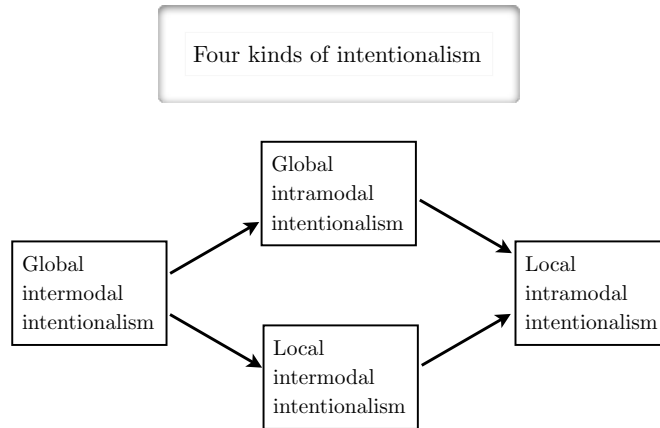 Four kinds of intentionalism
Global
intramodal
intentionalism
Global
intermodal
intentionalism
Local
intramodal
intentionalism
Local
intermodal
intentionalism